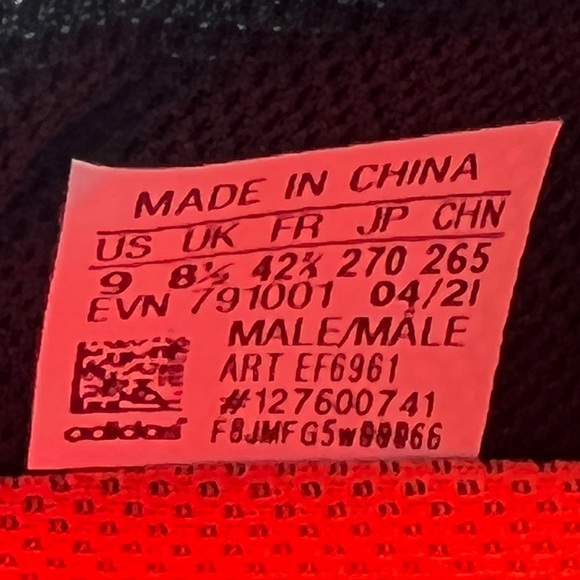 MADE IN CHINA
US UK FR JP CHN
9 8½ 42⅔ 270 265
EVN 791001 04/21
MALE/MÂLE
ART EF6961
#127600741
adidas